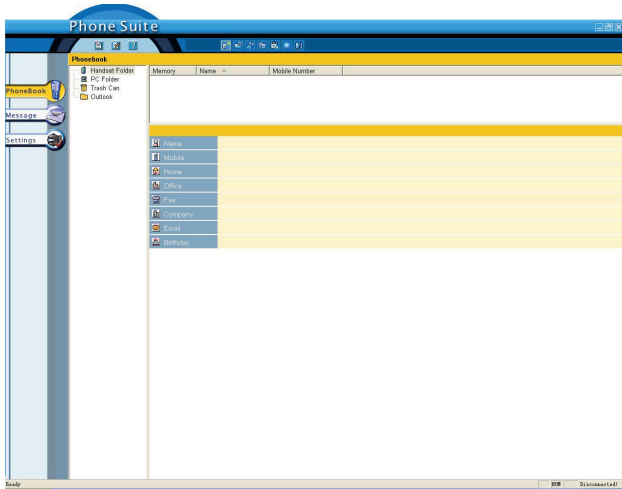 Phone Suite
Phonebook
PhoneBook
Message
Settings
Handset Folder
PC Folder
Trash Can
Outlook
Memory Name Mobile Number
Name
Mobile
Home
Office
Fax
Company
Email
Birthday
Ready NUM Disconnected!